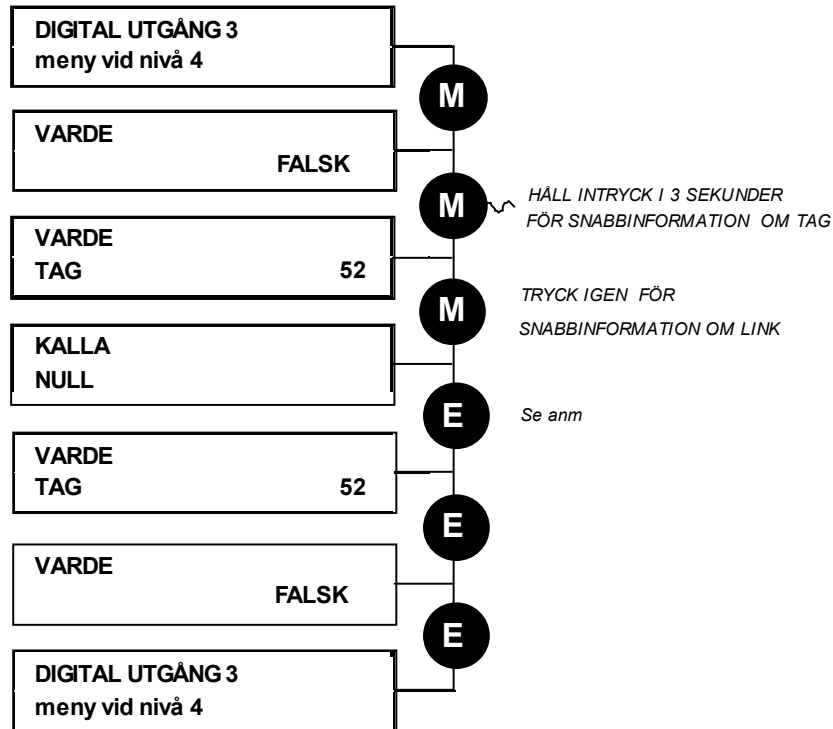 DIGITAL UTGÅNG 3
meny vid nivå 4
M
VARDE
FALSK
M
HÅLL INTRYCK I 3 SEKUNDER
FÖR SNABBINFORMATION OM TAG
VARDE
TAG 52
M
TRYCK IGEN FÖR
SNABBINFORMATION OM LINK
KALLA
NULL
E
Se anm
VARDE
TAG 52
E
VARDE
FALSK
E
DIGITAL UTGÅNG 3
meny vid nivå 4